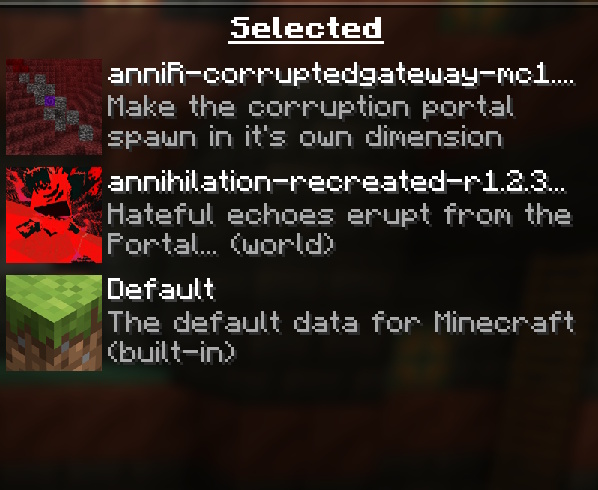 Selected
anniR-corruptedgateway-mc1....
Make the corruption portal
spawn in it's own dimension
annihilation-recreated-r1.2.3...
Hateful echoes erupt from the
Portal... (world)
Default
The default data for Minecraft
(built-in)